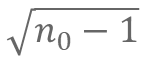 √(n₀ − 1)